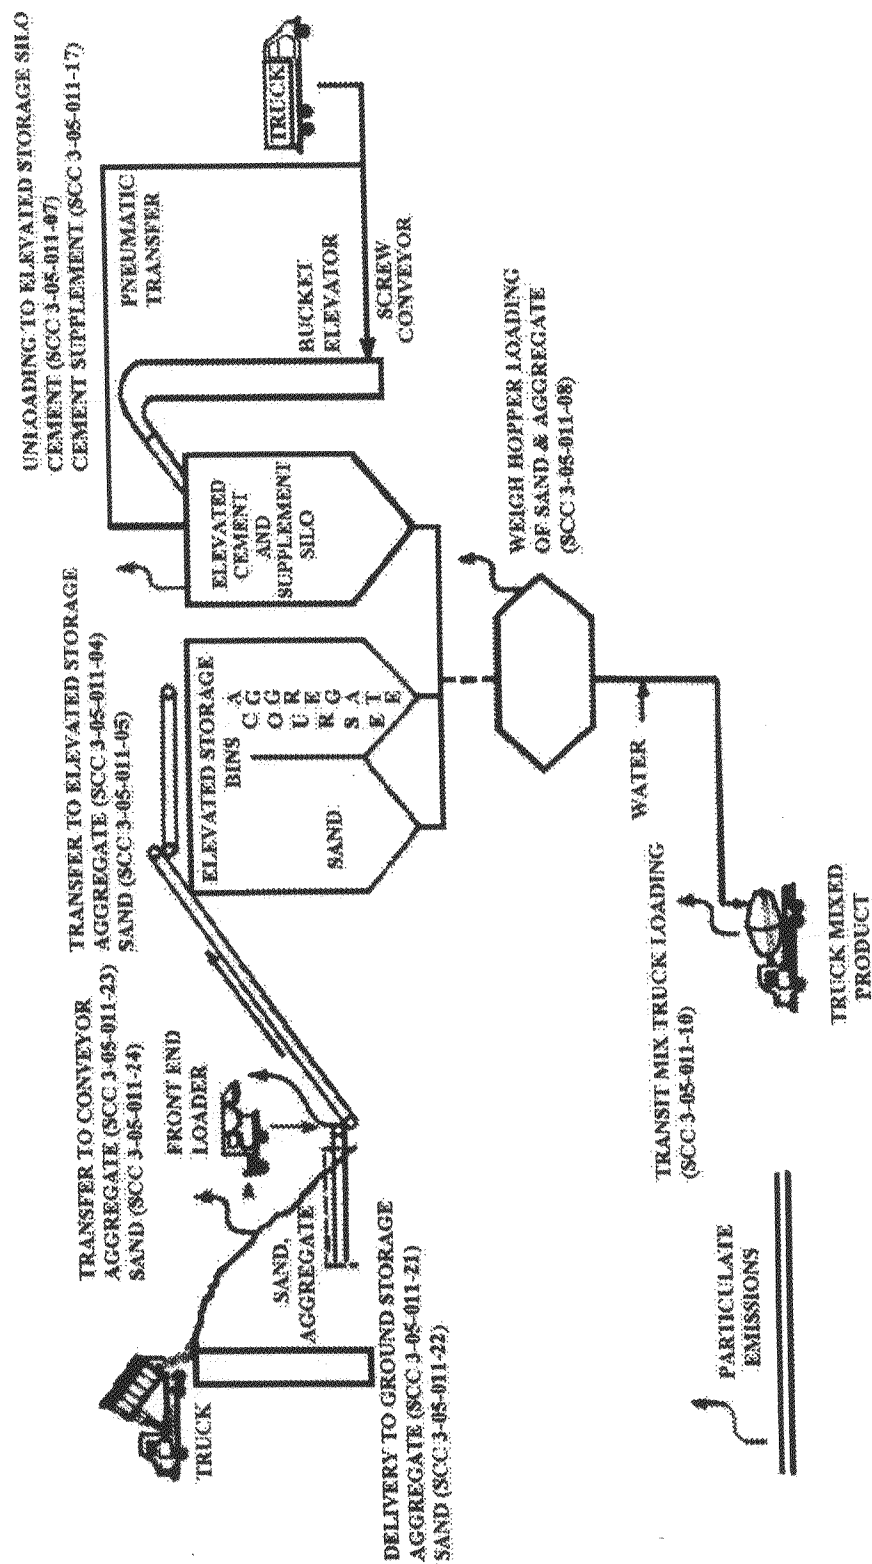 TRUCK
DELIVERY TO GROUND STORAGE
AGGREGATE (SCC 3-05-011-21)
SAND (SCC 3-05-011-22)
SAND,
AGGREGATE
TRANSFER TO CONVEYOR
AGGREGATE (SCC 3-05-011-23)
SAND (SCC 3-05-011-24)
FRONT END
LOADER
TRANSFER TO ELEVATED STORAGE
AGGREGATE (SCC 3-05-011-04)
SAND (SCC 3-05-011-05)
ELEVATED STORAGE
BINS
SAND
COURSE
AGGREGATE
UNLOADING TO ELEVATED STORAGE SILO
CEMENT (SCC 3-05-011-07)
CEMENT SUPPLEMENT (SCC 3-05-011-17)
PNEUMATIC
TRANSFER
TRUCK
ELEVATED
CEMENT
AND
SUPPLEMENT
SILO
BUCKET
ELEVATOR
SCREW
CONVEYOR
WEIGH HOPPER LOADING
OF SAND & AGGREGATE
(SCC 3-05-011-08)
WATER
TRANSIT MIX TRUCK LOADING
(SCC 3-05-011-10)
TRUCK MIXED
PRODUCT
PARTICULATE
EMISSIONS